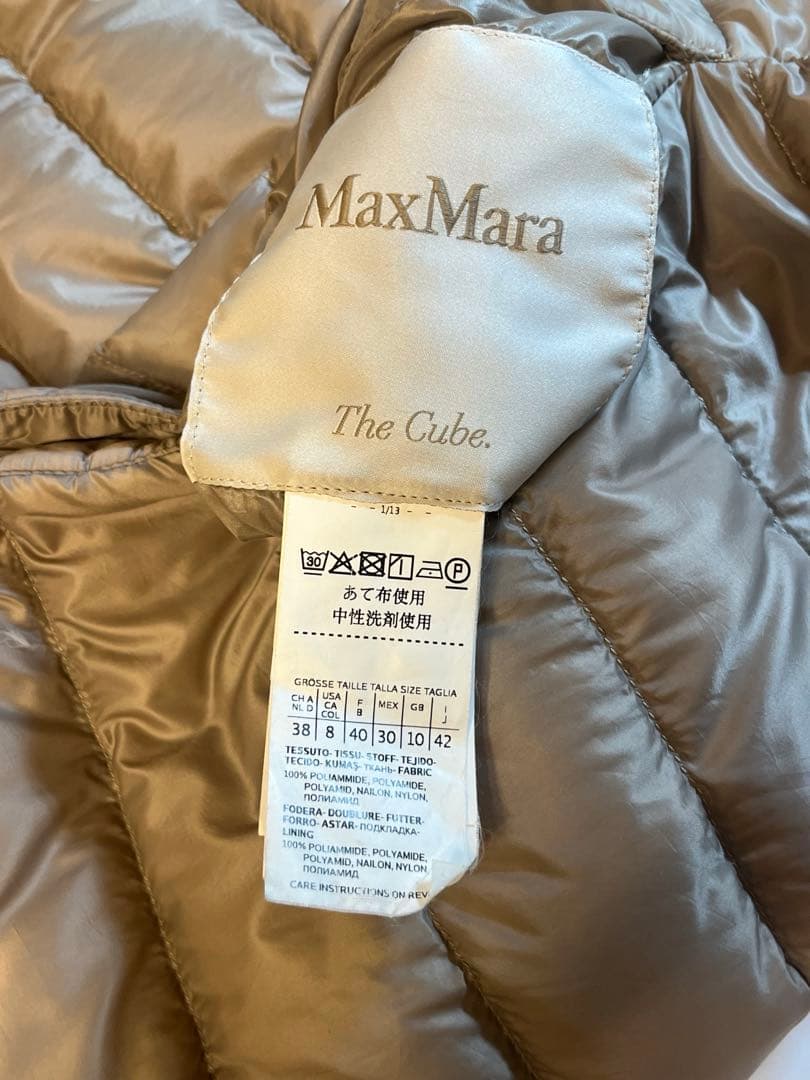 MaxMara
The Cube.
- - 1/13 - -
30 P
あて布使用
中性洗剤使用
GRÖSSE TAILLE TALLA SIZE TAGLIA
CH A NL D USA CA COL F B MEX GB I J
38 8 40 30 10 42
TESSUTO- TISSU- STOFF- TEJIDO-
TECIDO- KUMAŞ- ТКАНЬ- FABRIC
100% POLIAMMIDE, POLYAMIDE,
POLYAMID, NAILON, NYLON,
ПОЛИАМИД
FODERA- DOUBLURE- FUTTER-
FORRO- ASTAR- ПОДКЛАДКА-
LINING
100% POLIAMMIDE, POLYAMIDE,
POLYAMID, NAILON, NYLON,
ПОЛИАМИД
CARE INSTRUCTIONS ON REV